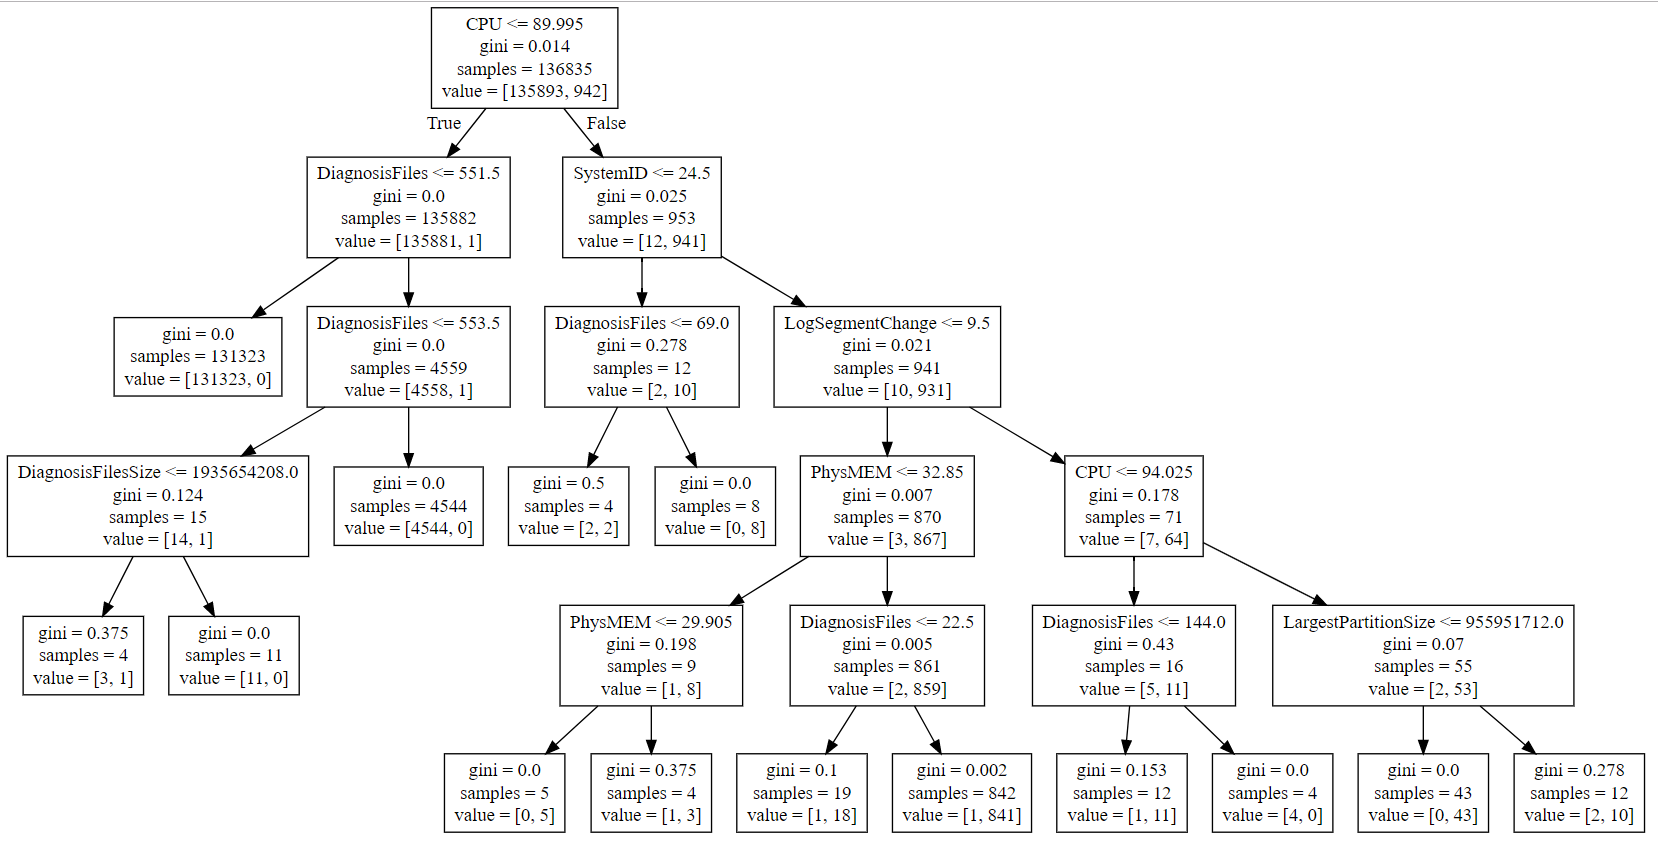 CPU <= 89.995
gini = 0.014
samples = 136835
value = [135893, 942]
True
False
DiagnosisFiles <= 551.5
gini = 0.0
samples = 135882
value = [135881, 1]
SystemID <= 24.5
gini = 0.025
samples = 953
value = [12, 941]
gini = 0.0
samples = 131323
value = [131323, 0]
DiagnosisFiles <= 553.5
gini = 0.0
samples = 4559
value = [4558, 1]
DiagnosisFiles <= 69.0
gini = 0.278
samples = 12
value = [2, 10]
LogSegmentChange <= 9.5
gini = 0.021
samples = 941
value = [10, 931]
DiagnosisFilesSize <= 1935654208.0
gini = 0.124
samples = 15
value = [14, 1]
gini = 0.0
samples = 4544
value = [4544, 0]
gini = 0.5
samples = 4
value = [2, 2]
gini = 0.0
samples = 8
value = [0, 8]
PhysMEM <= 32.85
gini = 0.007
samples = 870
value = [3, 867]
CPU <= 94.025
gini = 0.178
samples = 71
value = [7, 64]
gini = 0.375
samples = 4
value = [3, 1]
gini = 0.0
samples = 11
value = [11, 0]
PhysMEM <= 29.905
gini = 0.198
samples = 9
value = [1, 8]
DiagnosisFiles <= 22.5
gini = 0.005
samples = 861
value = [2, 859]
DiagnosisFiles <= 144.0
gini = 0.43
samples = 16
value = [5, 11]
LargestPartitionSize <= 955951712.0
gini = 0.07
samples = 55
value = [2, 53]
gini = 0.0
samples = 5
value = [0, 5]
gini = 0.375
samples = 4
value = [1, 3]
gini = 0.1
samples = 19
value = [1, 18]
gini = 0.002
samples = 842
value = [1, 841]
gini = 0.153
samples = 12
value = [1, 11]
gini = 0.0
samples = 4
value = [4, 0]
gini = 0.0
samples = 43
value = [0, 43]
gini = 0.278
samples = 12
value = [2, 10]